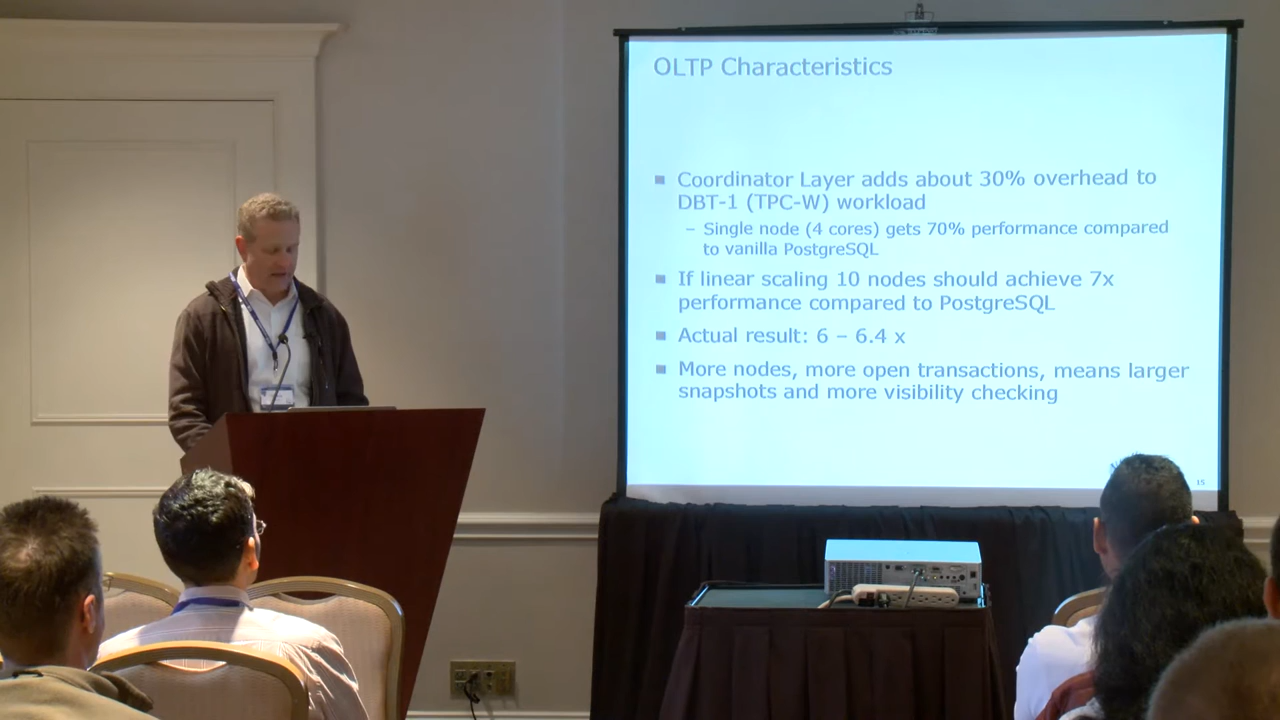 OLTP Characteristics
Coordinator Layer adds about 30% overhead to
DBT-1 (TPC-W) workload
– Single node (4 cores) gets 70% performance compared
to vanilla PostgreSQL
If linear scaling 10 nodes should achieve 7x
performance compared to PostgreSQL
Actual result: 6 – 6.4 x
More nodes, more open transactions, means larger
snapshots and more visibility checking
15